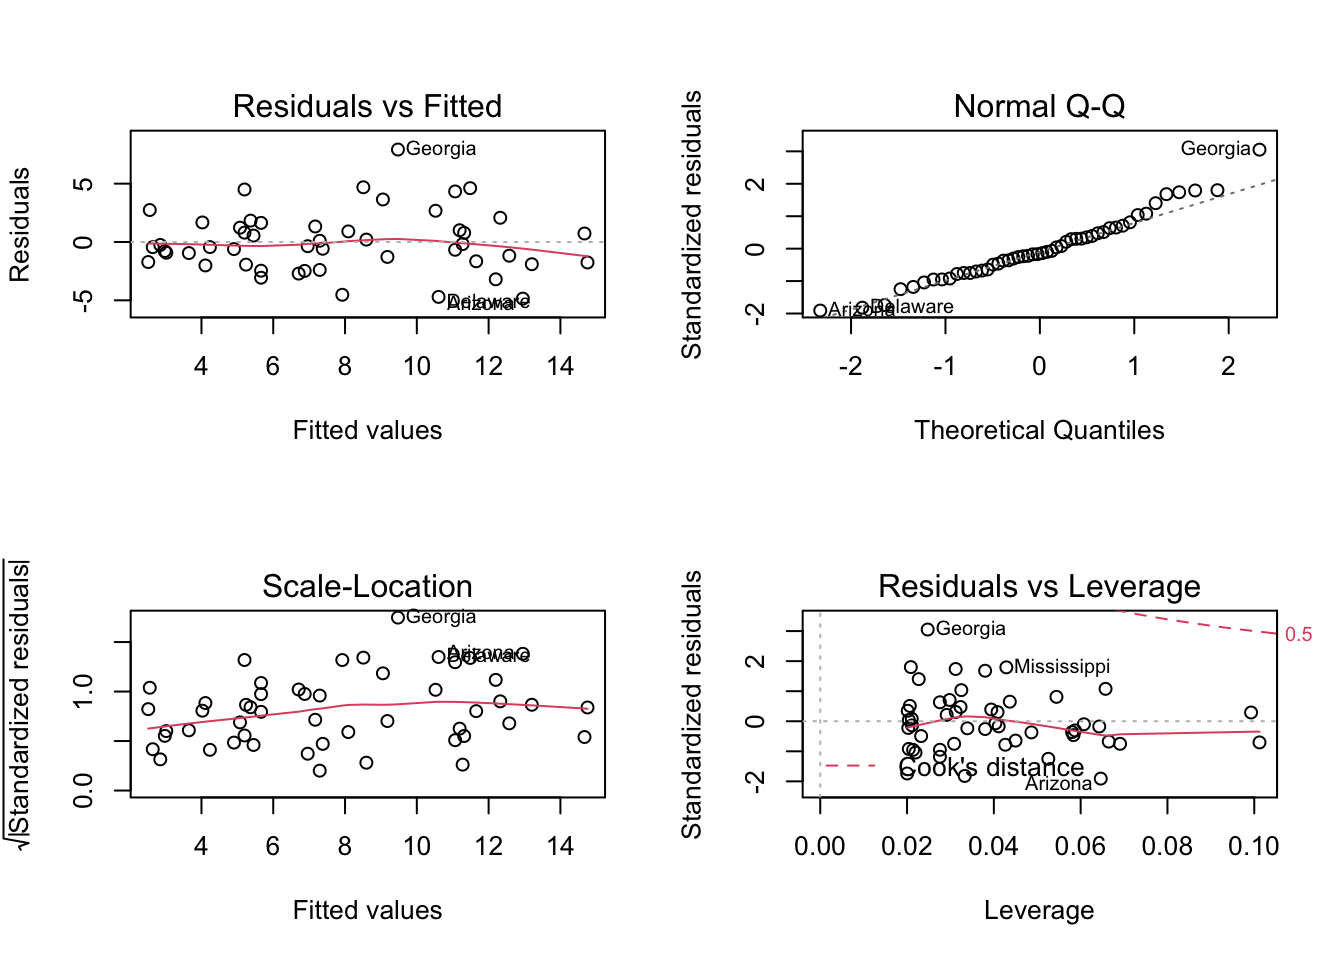 Residuals vs Fitted
Residuals
5
0
-5
Georgia
Delaware
Arizona
4 6 8 10 12 14
Fitted values
Normal Q-Q
Standardized residuals
2
0
-2
Georgia
Arizona
Delaware
-2 -1 0 1 2
Theoretical Quantiles
Scale-Location
√|Standardized residuals|
1.0
0.0
Georgia
Arizona
Delaware
4 6 8 10 12 14
Fitted values
Residuals vs Leverage
Standardized residuals
2
0
-2
Georgia
Mississippi
Arizona
Cook's distance
0.5
0.00 0.02 0.04 0.06 0.08 0.10
Leverage